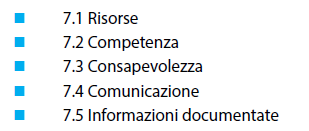 7.1 Risorse
7.2 Competenza
7.3 Consapevolezza
7.4 Comunicazione
7.5 Informazioni documentate